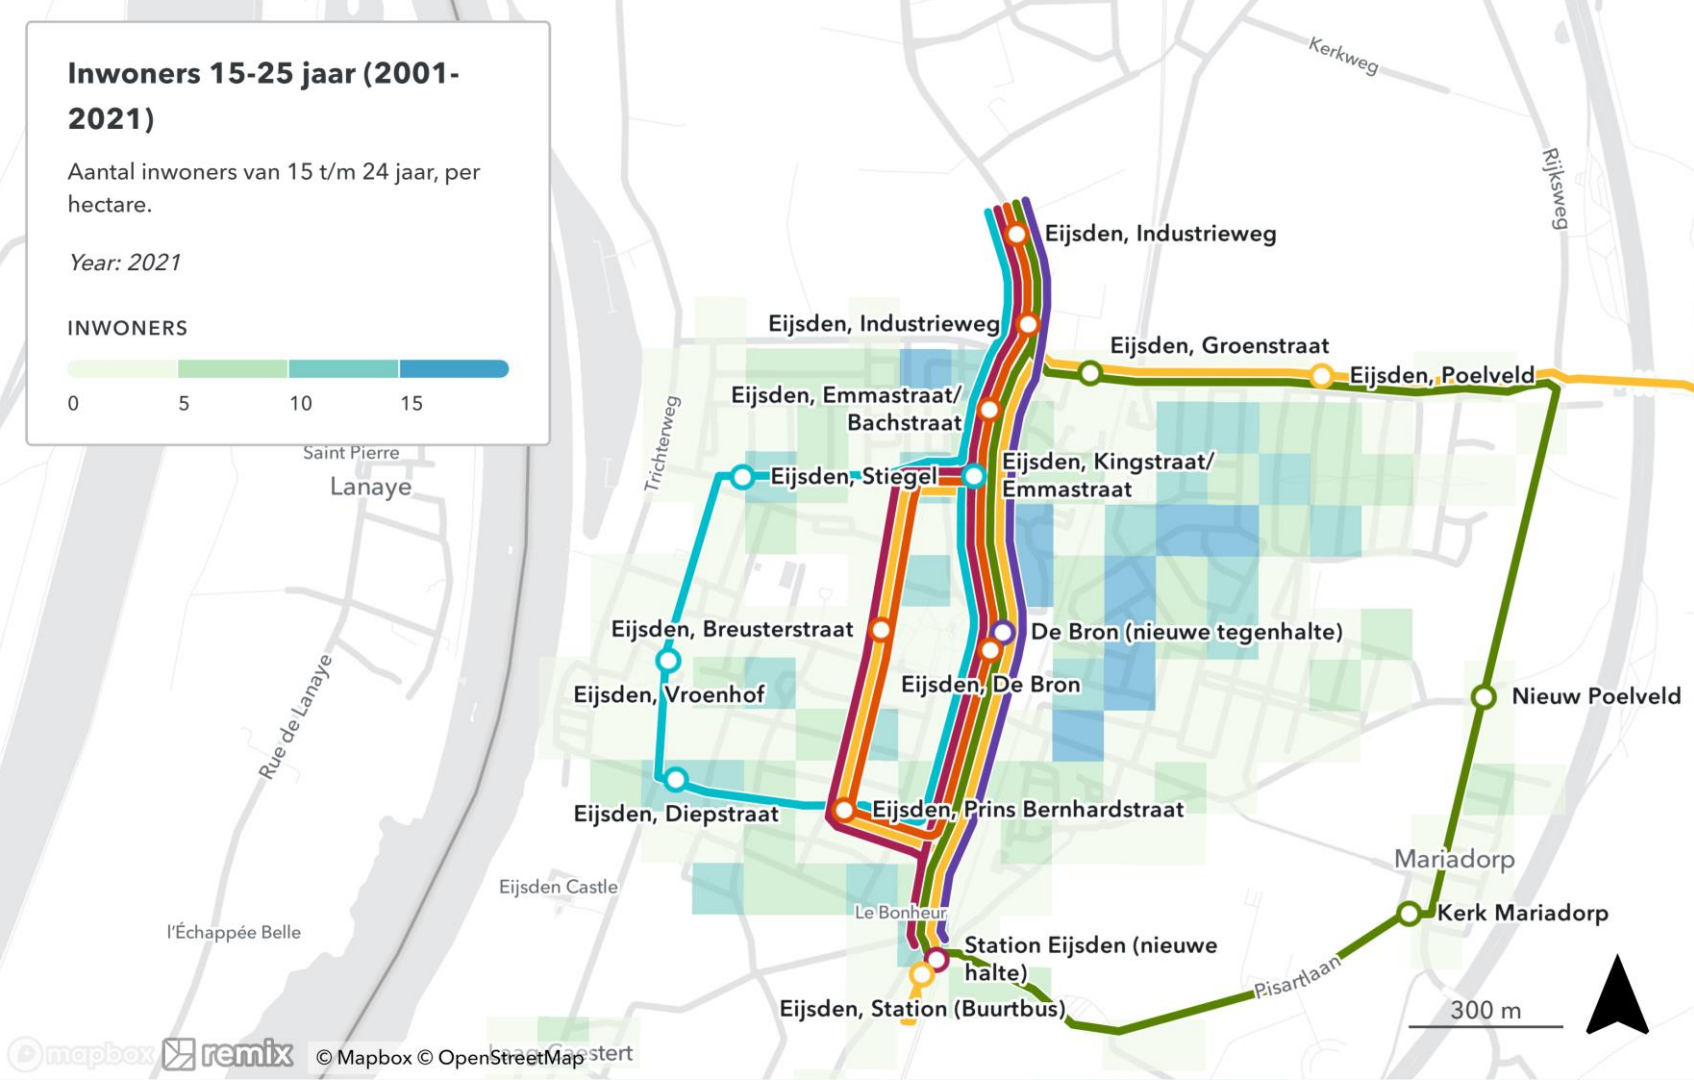 Inwoners 15-25 jaar (2001-
2021)
Aantal inwoners van 15 t/m 24 jaar, per
hectare.
Year: 2021
INWONERS
0 5 10 15
Kerkweg
Rijksweg
Eijsden, Industrieweg
Eijsden, Industrieweg
Eijsden, Groenstraat
Eijsden, Poelveld
Eijsden, Emmastraat/
Bachstraat
Trichterweg
Saint Pierre
Lanaye
Eijsden, Stiegel
Eijsden, Kingstraat/
Emmastraat
Eijsden, Breusterstraat
De Bron (nieuwe tegenhalte)
Eijsden, De Bron
Eijsden, Vroenhof
Nieuw Poelveld
Rue de Lanaye
Eijsden, Diepstraat
Eijsden, Prins Bernhardstraat
Mariadorp
Eijsden Castle
Le Bonheur
Kerk Mariadorp
l'Échappée Belle
Station Eijsden (nieuwe
halte)
Pisartlaan
Eijsden, Station (Buurtbus)
300 m
mapbox remix © Mapbox © OpenStreetMap